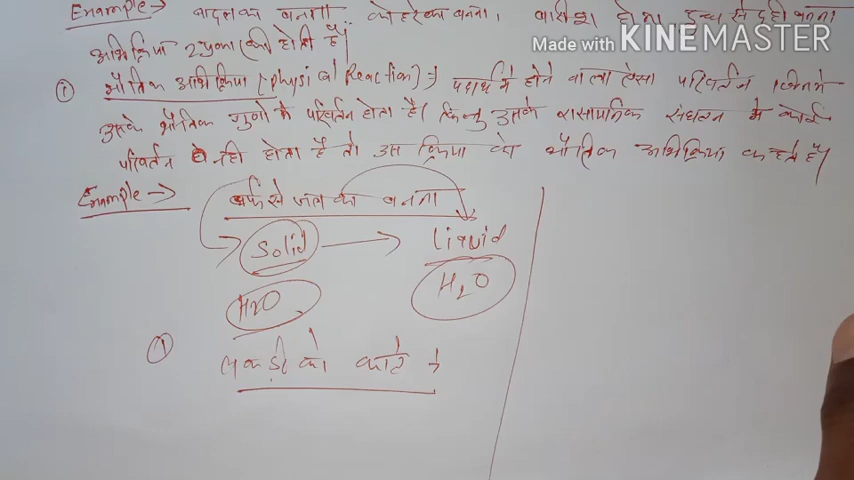 Example → बादल का बनना कोहरे का बनना। बारिश होना दूध से दही बनना
Made with KINEMASTER
अभिक्रिया 2 प्रकार की होती है।
① भौतिक अभिक्रिया (Physical Reaction) ⇒ पदार्थ मे होने वाला ऐसा परिवर्तन जिसमे
उसके भौतिक गुणो मे परिवर्तन होता है। किन्तु उसके रासायनिक संघटन मे कोई
परिवर्तन नही होता है तो उस क्रिया को भौतिक अभिक्रिया कहते है।
Example → बर्फ से जल का बनना
Solid → Liquid
H2O H2O
① लकड़ी को काटने